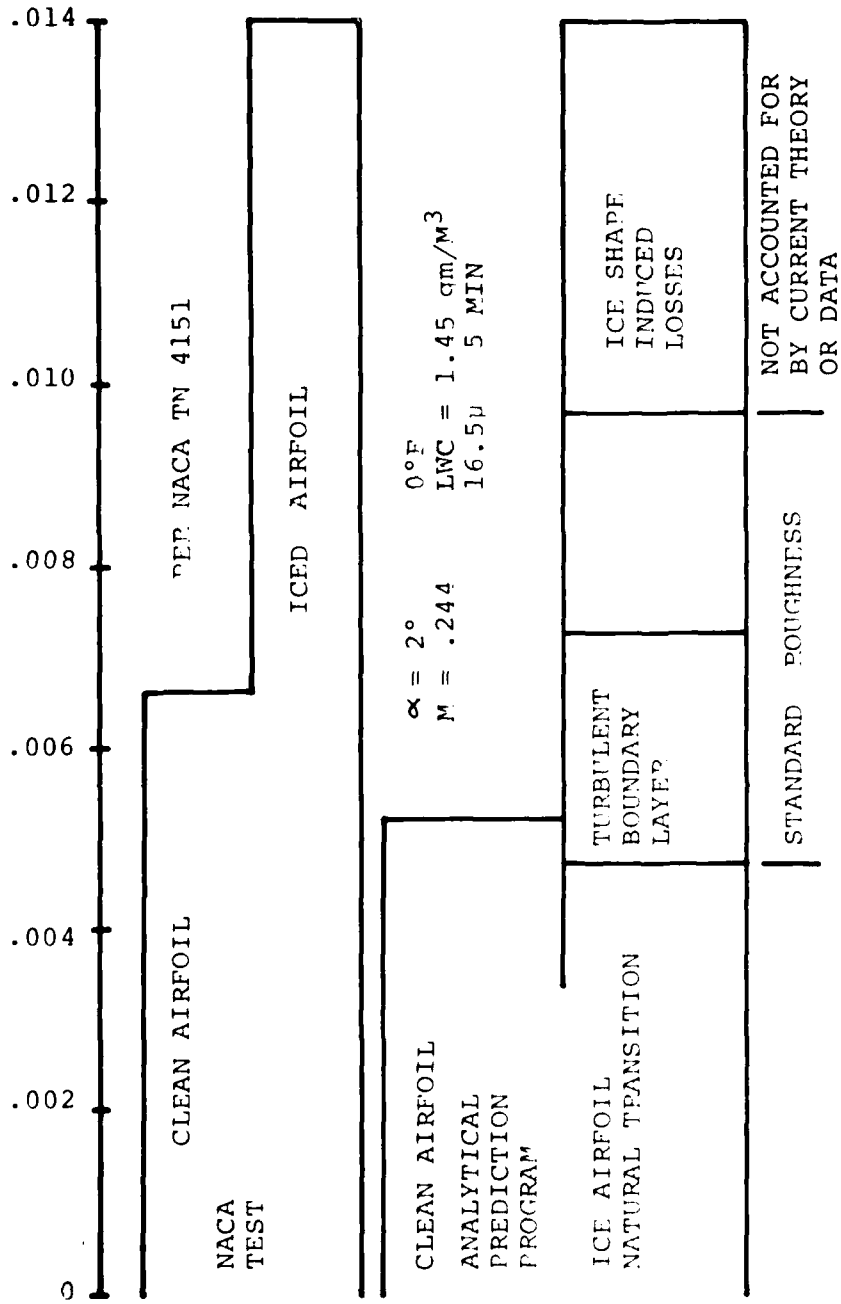 .014
.012
.010
.008
.006
.004
.002
0
CLEAN AIRFOIL
NACA TN 4151
NACA
TEST
ICED AIRFOIL
CLEAN AIRFOIL
ANALYTICAL
PREDICTION
PROGRAM
α = 2°
M = .244
0°F
LWC = 1.45 gm/M³
16.5μ 5 MIN
ICE AIRFOIL
NATURAL TRANSITION
TURBULENT
BOUNDARY
LAYER
ICE SHAPE
INDUCED
LOSSES
STANDARD ROUGHNESS
NOT ACCOUNTED FOR
BY CURRENT THEORY
OR DATA